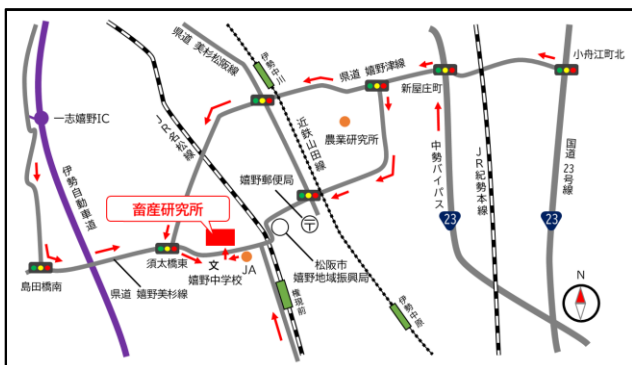 県道 美杉松阪線
伊勢中川
県道 嬉野津線
小舟江町北
新屋庄町
一志嬉野IC
JR名松線
近鉄山田線
農業研究所
伊勢自動車道
中勢バイパス
JR紀勢本線
国道23号線
嬉野郵便局
〒
畜産研究所
23
23
須太橋東
文
JA
嬉野中学校
松阪市
嬉野地域振興局
島田橋南
県道 嬉野美杉線
権現前
伊勢中原
N